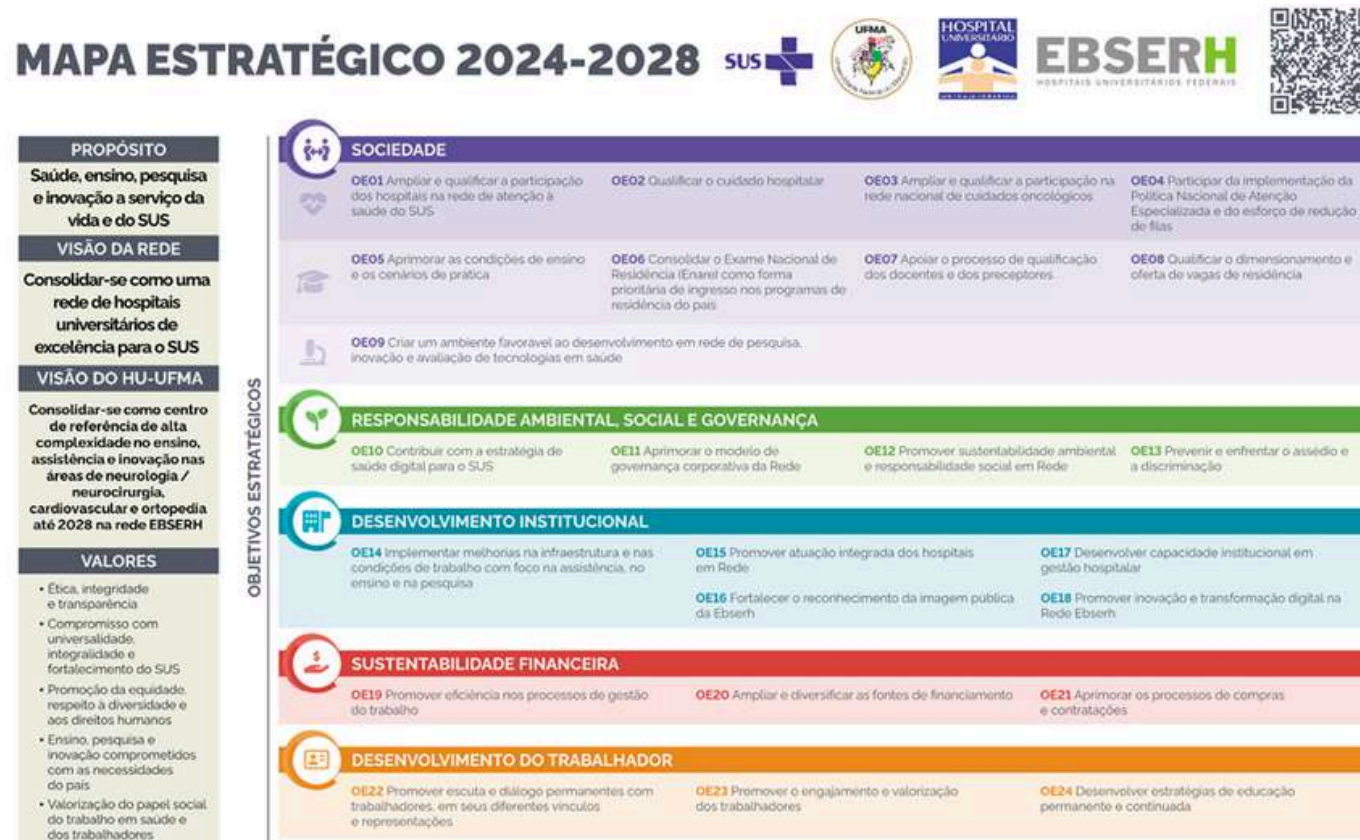 MAPA ESTRATÉGICO 2024-2028
SUS
UFMA
HOSPITAL
UNIVERSITÁRIO
EBSERH
HOSPITAIS UNIVERSITÁRIOS FEDERAIS
PROPÓSITO
Saúde, ensino, pesquisa
e inovação a serviço da
vida e do SUS
VISÃO DA REDE
Consolidar-se como uma
rede de hospitais
universitários de
excelência para o SUS
VISÃO DO HU-UFMA
Consolidar-se como centro
de referência de alta
complexidade no ensino,
assistência e inovação nas
áreas de neurologia /
neurocirurgia,
cardiovascular e ortopedia
até 2028 na rede EBSERH
VALORES
• Ética, integridade
e transparência
• Compromisso com
universalidade,
integralidade e
fortalecimento do SUS
• Promoção da equidade,
respeito à diversidade e
aos direitos humanos
• Ensino, pesquisa e
inovação comprometidos
com as necessidades
do país
• Valorização do papel social
do trabalho em saúde e
dos trabalhadores
OBJETIVOS ESTRATÉGICOS
SOCIEDADE
OE01 Ampliar e qualificar a participação
dos hospitais na rede de atenção à
saúde do SUS
OE02 Qualificar o cuidado hospitalar
OE03 Ampliar e qualificar a participação na
rede nacional de cuidados oncológicos
OE04 Participar da implementação da
Política Nacional de Atenção
Especializada e do esforço de redução
de filas
OE05 Aprimorar as condições de ensino
e os cenários de prática
OE06 Consolidar o Exame Nacional de
Residência (Enare) como forma
prioritária de ingresso nos programas de
residência do país
OE07 Apoiar o processo de qualificação
dos docentes e dos preceptores
OE08 Qualificar o dimensionamento e
oferta de vagas de residência
OE09 Criar um ambiente favorável ao desenvolvimento em rede de pesquisa,
inovação e avaliação de tecnologias em saúde
RESPONSABILIDADE AMBIENTAL, SOCIAL E GOVERNANÇA
OE10 Contribuir com a estratégia de
saúde digital para o SUS
OE11 Aprimorar o modelo de
governança corporativa da Rede
OE12 Promover sustentabilidade ambiental
e responsabilidade social em Rede
OE13 Prevenir e enfrentar o assédio e
a discriminação
DESENVOLVIMENTO INSTITUCIONAL
OE14 Implementar melhorias na infraestrutura e nas
condições de trabalho com foco na assistência, no
ensino e na pesquisa
OE15 Promover atuação integrada dos hospitais
em Rede
OE16 Fortalecer o reconhecimento da imagem pública
da Ebserh
OE17 Desenvolver capacidade institucional em
gestão hospitalar
OE18 Promover inovação e transformação digital na
Rede Ebserh
SUSTENTABILIDADE FINANCEIRA
OE19 Promover eficiência nos processos de gestão
do trabalho
OE20 Ampliar e diversificar as fontes de financiamento
OE21 Aprimorar os processos de compras
e contratações
DESENVOLVIMENTO DO TRABALHADOR
OE22 Promover escuta e diálogo permanentes com
trabalhadores, em seus diferentes vínculos
e representações
OE23 Promover o engajamento e valorização
dos trabalhadores
OE24 Desenvolver estratégias de educação
permanente e continuada